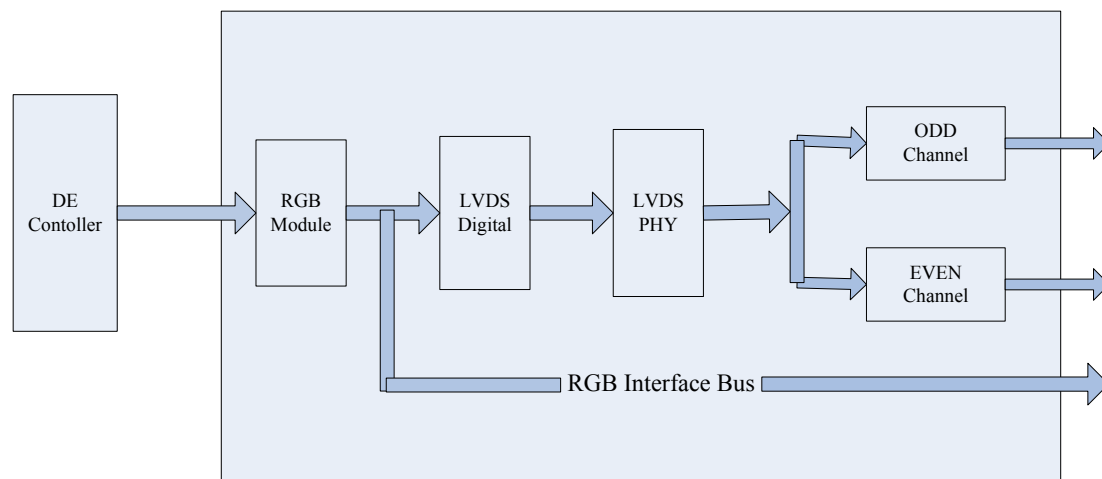 DE
Contoller
RGB
Module
LVDS
Digital
LVDS
PHY
ODD
Channel
EVEN
Channel
RGB Interface Bus